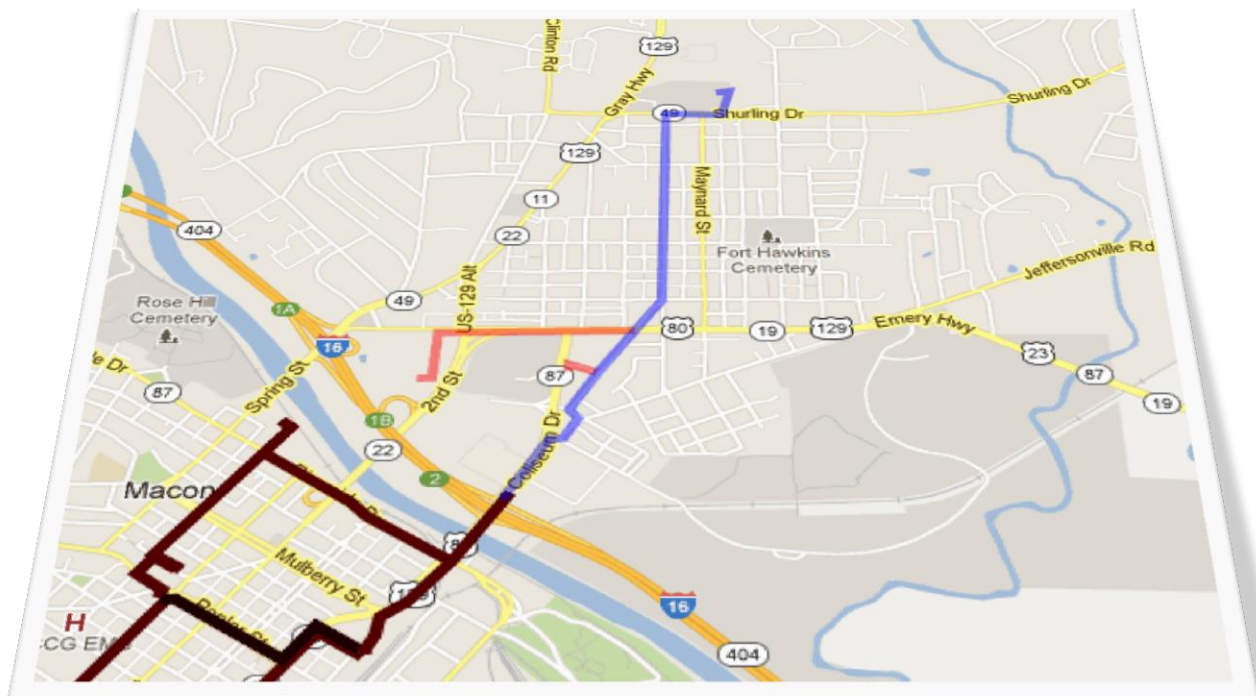 Clinton Rd
129
Gray Hwy
49
Shurling Dr
Shurling Dr
129
Maynard St
11
404
22
Fort Hawkins
Cemetery
Jeffersonville Rd
Rose Hill
Cemetery
1A
49
US-129 Alt
16
80
19
129
Emery Hwy
23
87
19
87
87
Spring St
2nd St
1B
22
Coliseum Dr
2
Macon
Mulberry St
16
404
H